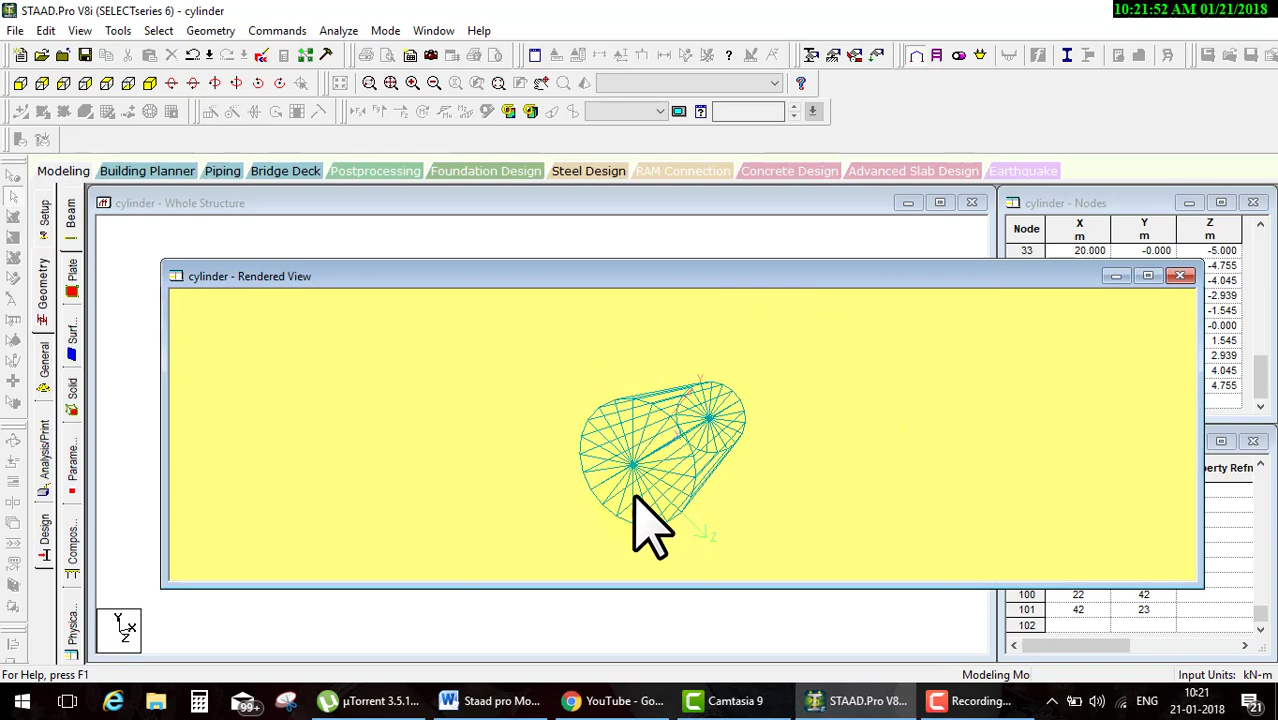 STAAD.Pro V8i (SELECTseries 6) - cylinder
10:21:52 AM 01/21/2018
File Edit View Tools Select Geometry Commands Analyze Mode Window Help
Modeling Building Planner Piping Bridge Deck Postprocessing Foundation Design Steel Design RAM Connection Concrete Design Advanced Slab Design Earthquake
cylinder - Whole Structure
cylinder - Nodes
Node X m Y m Z m
33 20.000 -0.000 -5.000
-4.755
-4.045
-2.939
-1.545
-0.000
1.545
2.939
4.045
4.755
cylinder - Rendered View
Y
Z
Setup
Geometry
General
Analysis/Print
Design
Beam
Plate
Surf...
Solid
Parame...
Compos...
Physica...
perty Refn
100 22 42
101 42 23
102
Y
X
Z
For Help, press F1
Modeling Mo
Input Units: kN-m
99+
µTorrent 3.5.1...
Staad pro Mo...
YouTube - Go...
Camtasia 9
STAAD.Pro V8...
Recording...
ENG
10:21
21-01-2018
21